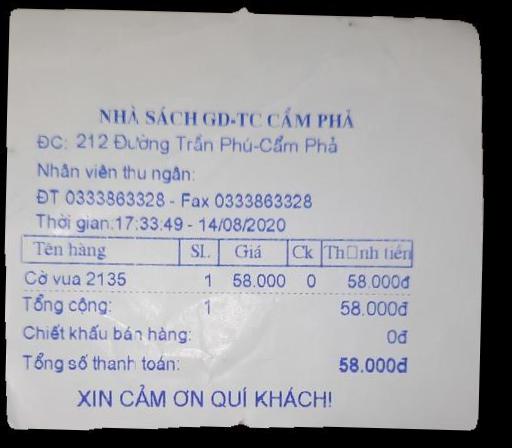 NHÀ SÁCH GD-TC CẨM PHẢ
ĐC: 212 Đường Trần Phú-Cẩm Phả
Nhân viên thu ngân:
ĐT 0333863328 - Fax 0333863328
Thời gian:17:33:49 - 14/08/2020
Tên hàng SL Giá Ck Th□nh tiền
Cờ vua 2135 1 58.000 0 58.000đ
Tổng cộng: 1 58.000đ
Chiết khấu bán hàng: 0đ
Tổng số thanh toán: 58.000đ
XIN CẢM ƠN QUÍ KHÁCH!